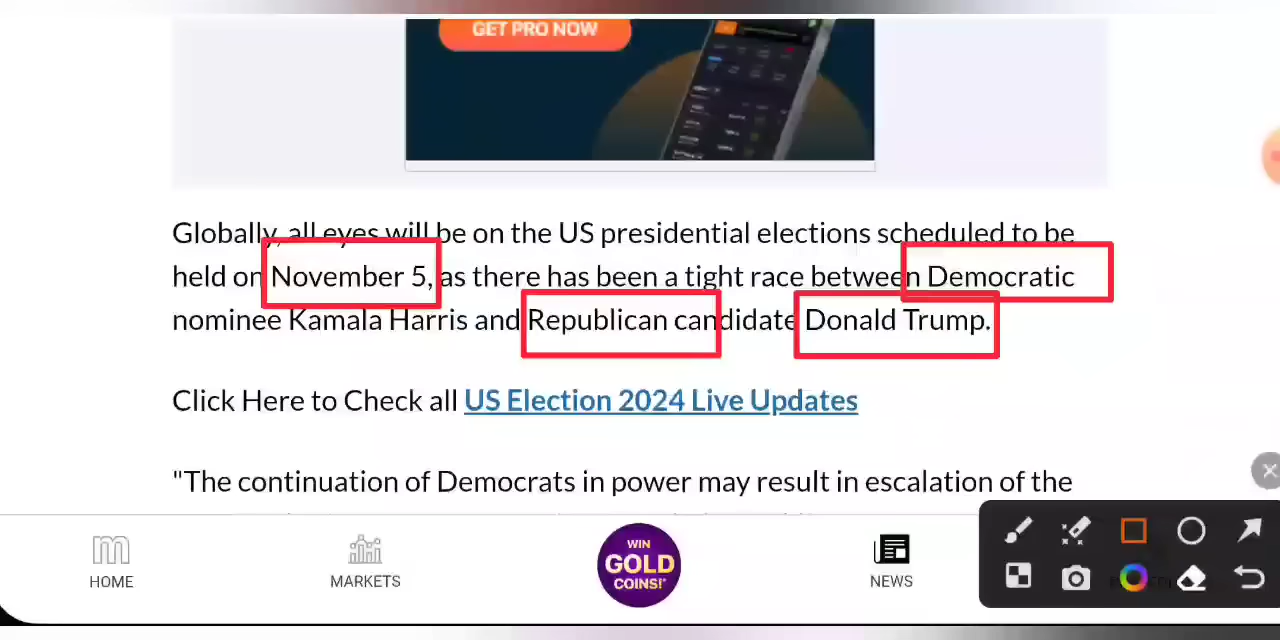 GET PRO NOW
Globally, all eyes will be on the US presidential elections scheduled to be
held on November 5, as there has been a tight race between Democratic
nominee Kamala Harris and Republican candidate Donald Trump.
Click Here to Check all US Election 2024 Live Updates
"The continuation of Democrats in power may result in escalation of the
WIN
GOLD
COINS!*
HOME
MARKETS
NEWS